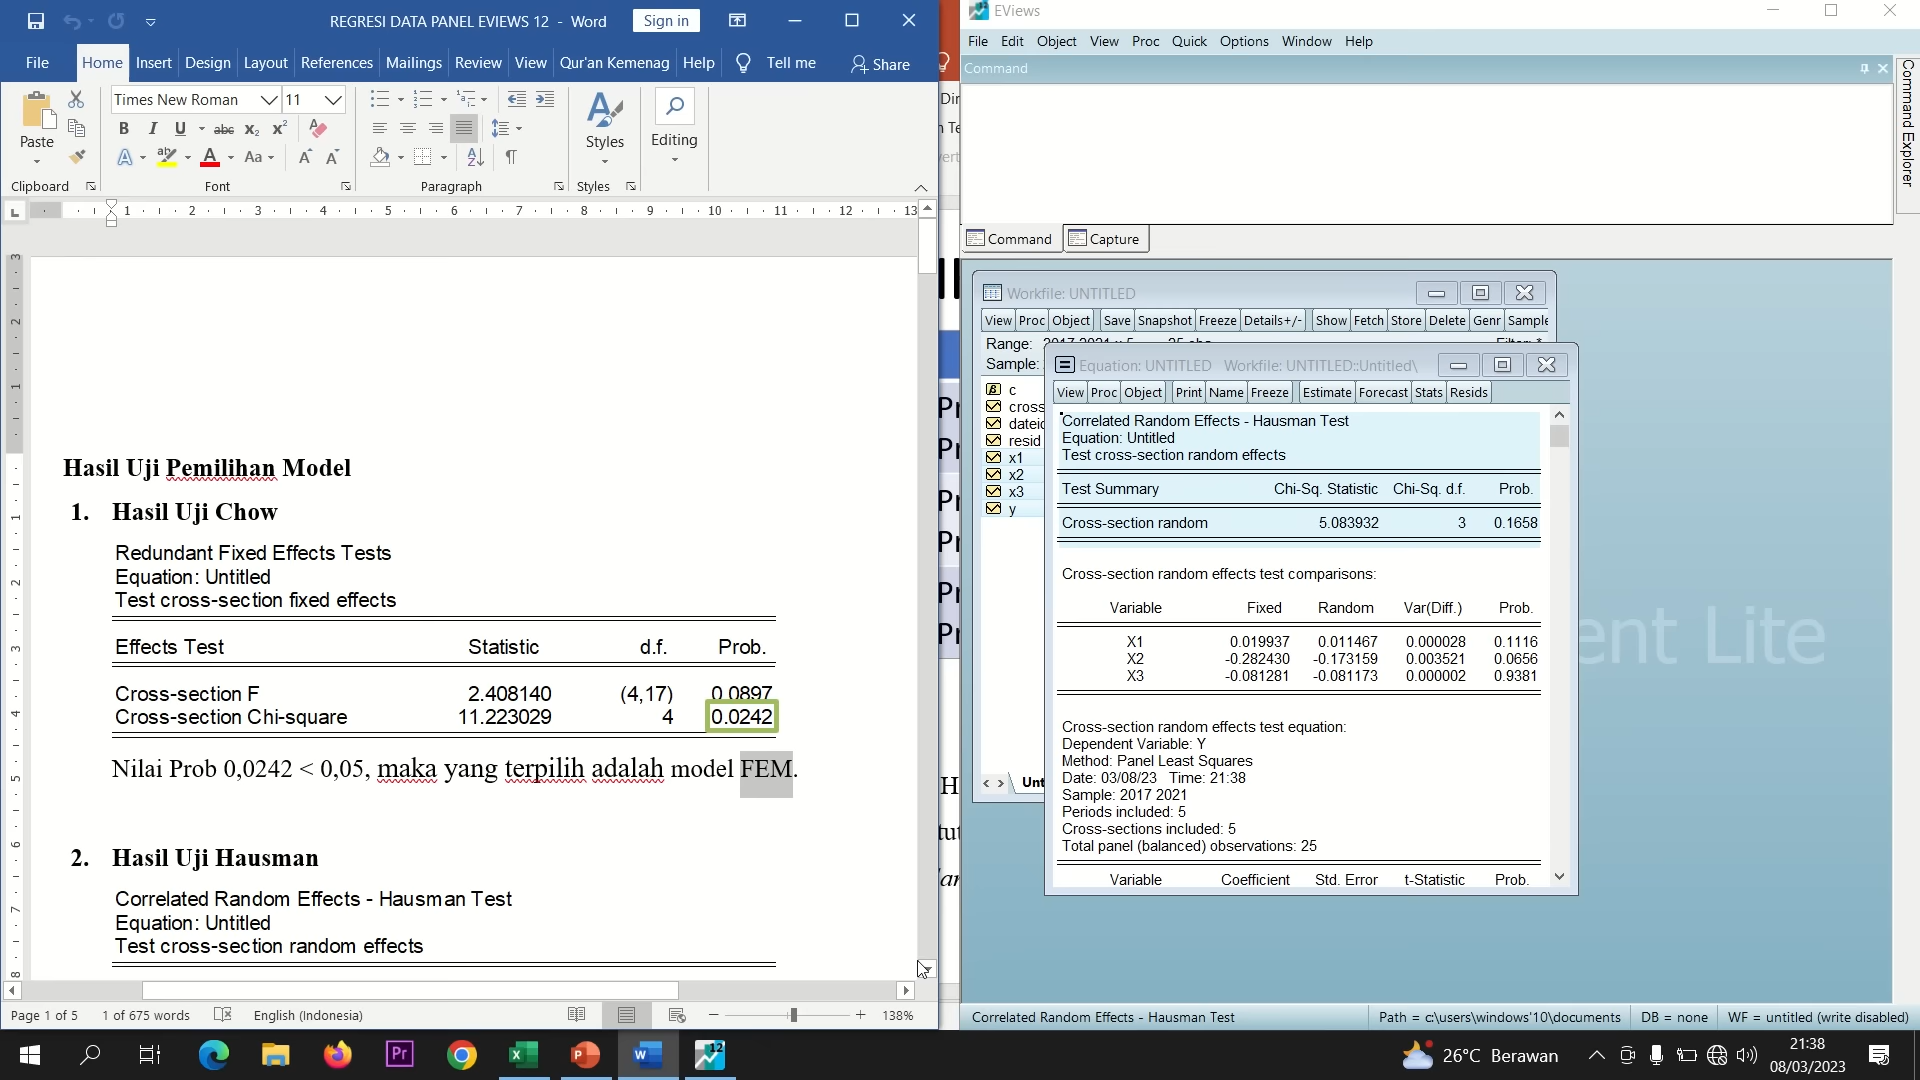 REGRESI DATA PANEL EVIEWS 12 - Word
Sign in
File Home Insert Design Layout References Mailings Review View Qur'an Kemenag Help Tell me Share
Times New Roman 11
Paste
Styles
Editing
Clipboard Font Paragraph Styles
Hasil Uji Pemilihan Model
1. Hasil Uji Chow
Redundant Fixed Effects Tests
Equation: Untitled
Test cross-section fixed effects
Effects Test Statistic d.f. Prob.
Cross-section F 2.408140 (4,17) 0.0897
Cross-section Chi-square 11.223029 4 0.0242
Nilai Prob 0,0242 < 0,05, maka yang terpilih adalah model FEM.
2. Hasil Uji Hausman
Correlated Random Effects - Hausman Test
Equation: Untitled
Test cross-section random effects
Page 1 of 5 1 of 675 words English (Indonesia) 138%
EViews
File Edit Object View Proc Quick Options Window Help
Command
Command Explorer
Command Capture
Workfile: UNTITLED
View Proc Object Save Snapshot Freeze Details+/- Show Fetch Store Delete Genr Sample
Range:
Sample:
c
cross
dateid
resid
x1
x2
x3
y
Equation: UNTITLED Workfile: UNTITLED::Untitled\
View Proc Object Print Name Freeze Estimate Forecast Stats Resids
Correlated Random Effects - Hausman Test
Equation: Untitled
Test cross-section random effects
Test Summary Chi-Sq. Statistic Chi-Sq. d.f. Prob.
Cross-section random 5.083932 3 0.1658
Cross-section random effects test comparisons:
Variable Fixed Random Var(Diff.) Prob.
X1 0.019937 0.011467 0.000028 0.1116
X2 -0.282430 -0.173159 0.003521 0.0656
X3 -0.081281 -0.081173 0.000002 0.9381
Cross-section random effects test equation:
Dependent Variable: Y
Method: Panel Least Squares
Date: 03/08/23 Time: 21:38
Sample: 2017 2021
Periods included: 5
Cross-sections included: 5
Total panel (balanced) observations: 25
Variable Coefficient Std. Error t-Statistic Prob.
ent Lite
Correlated Random Effects - Hausman Test Path = c:\users\windows'10\documents DB = none WF = untitled (write disabled)
26°C Berawan
21:38
08/03/2023